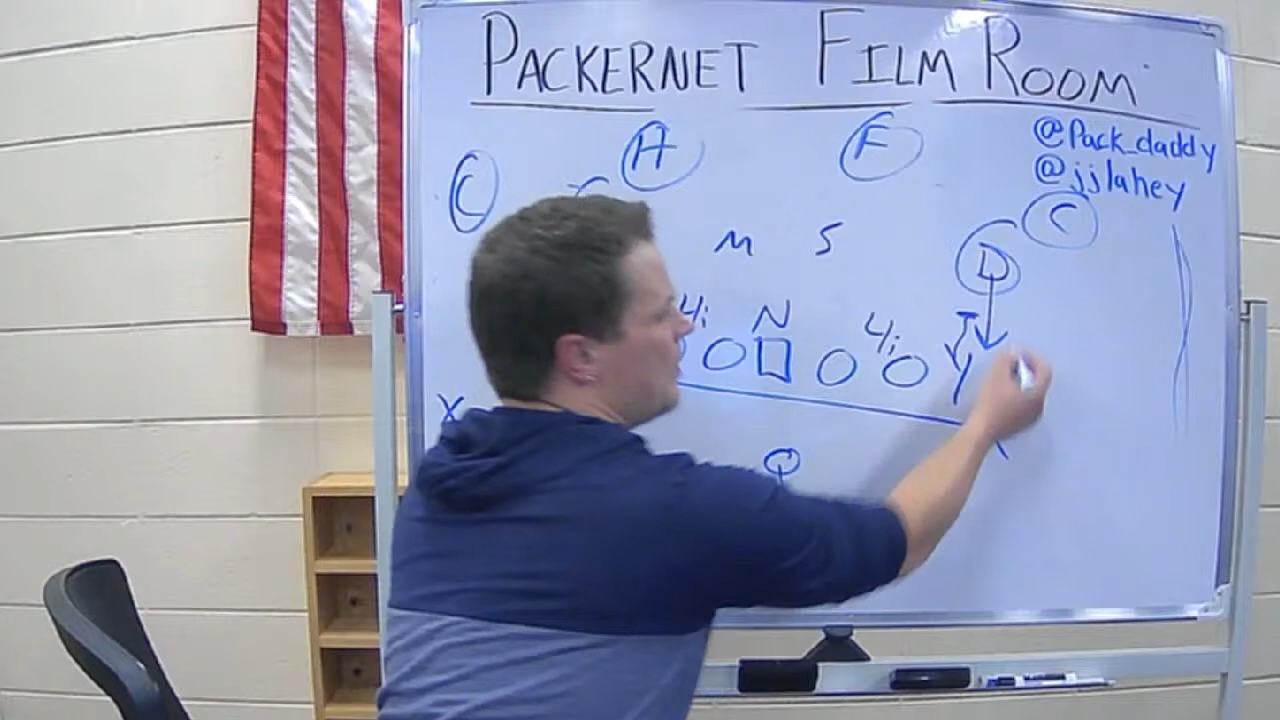 PACKERNET FILM ROOM
@Pack_daddy
@jjlahey
C H F C
M S D
4i N 4i
Y
X
Q